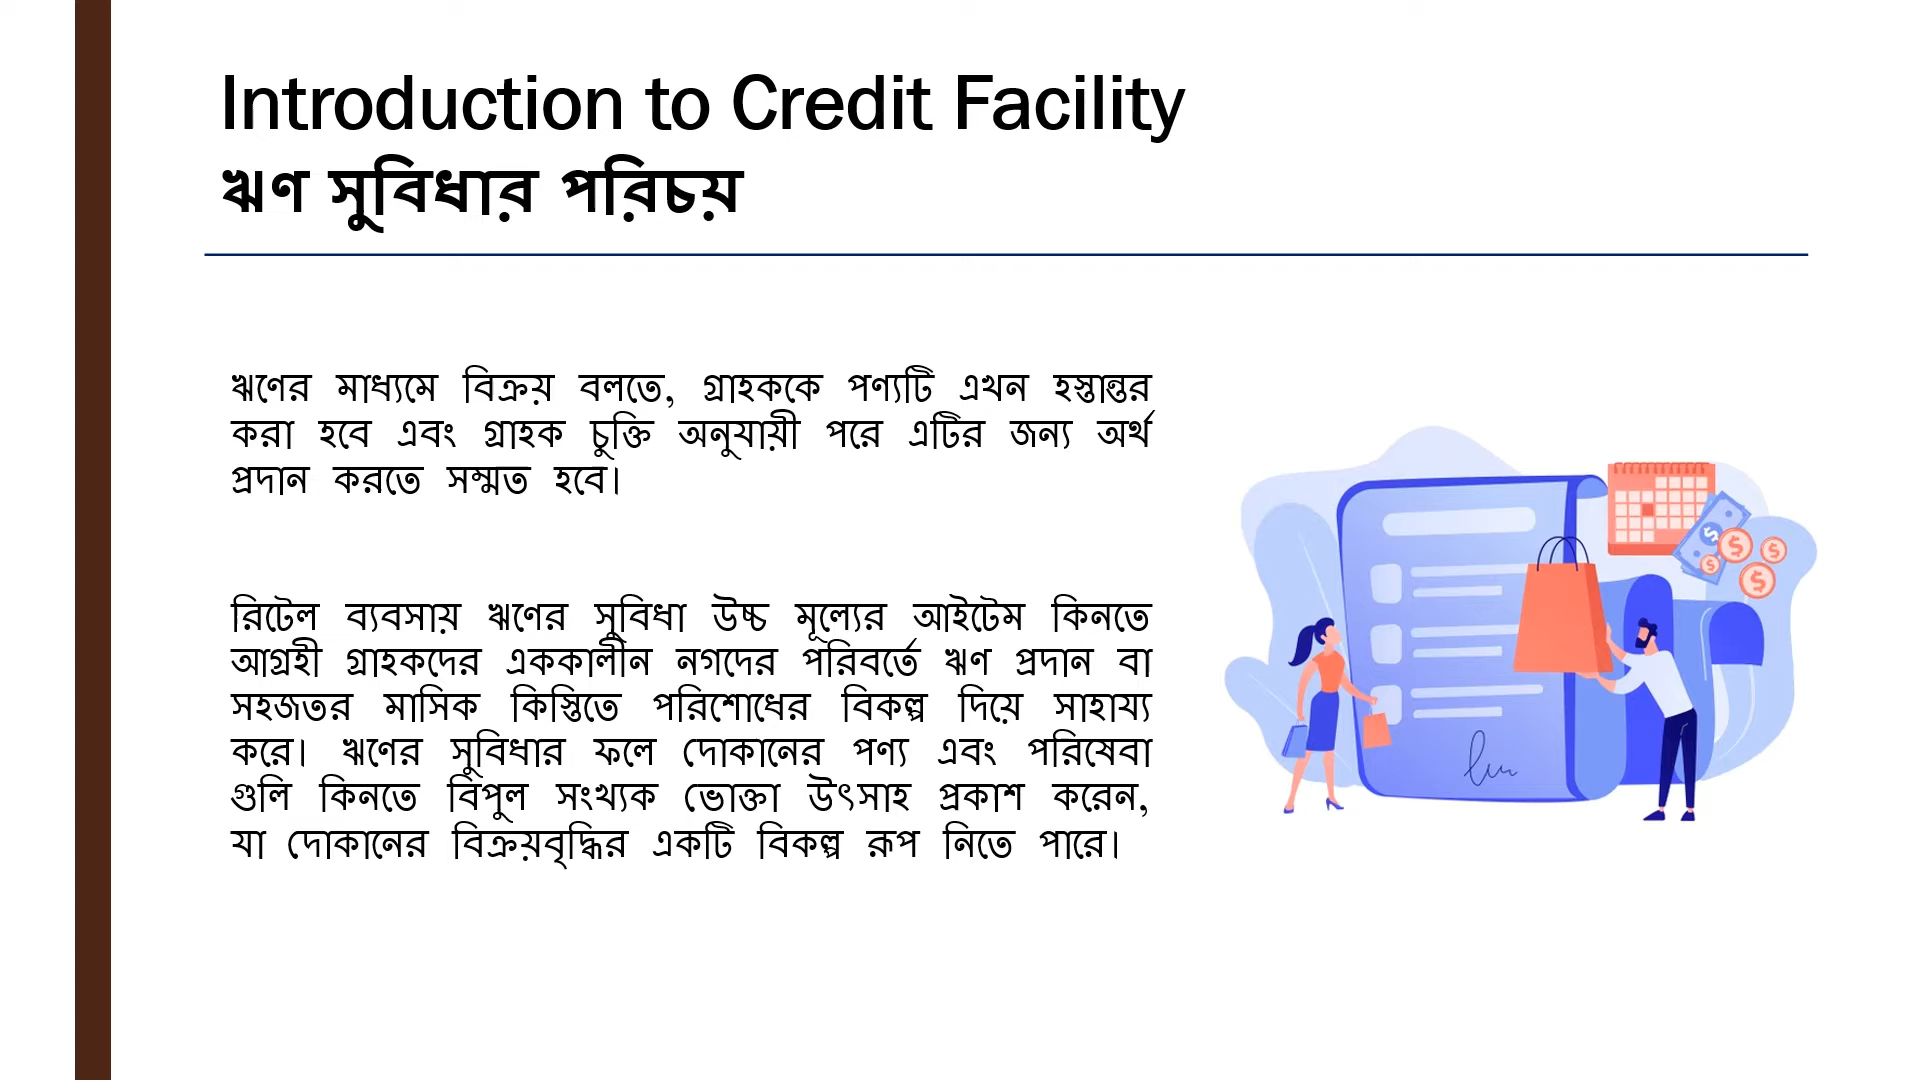 Introduction to Credit Facility
ঋণ সুবিধার পরিচয়
ঋণের মাধ্যমে বিক্রয় বলতে, গ্রাহককে পণ্যটি এখন হস্তান্তর
করা হবে এবং গ্রাহক চুক্তি অনুযায়ী পরে এটির জন্য অর্থ
প্রদান করতে সম্মত হবে।
রিটেল ব্যবসায় ঋণের সুবিধা উচ্চ মূল্যের আইটেম কিনতে
আগ্রহী গ্রাহকদের এককালীন নগদের পরিবর্তে ঋণ প্রদান বা
সহজতর মাসিক কিস্তিতে পরিশোধের বিকল্প দিয়ে সাহায্য
করে। ঋণের সুবিধার ফলে দোকানের পণ্য এবং পরিষেবা
গুলি কিনতে বিপুল সংখ্যক ভোক্তা উৎসাহ প্রকাশ করেন,
যা দোকানের বিক্রয়বৃদ্ধির একটি বিকল্প রূপ নিতে পারে।